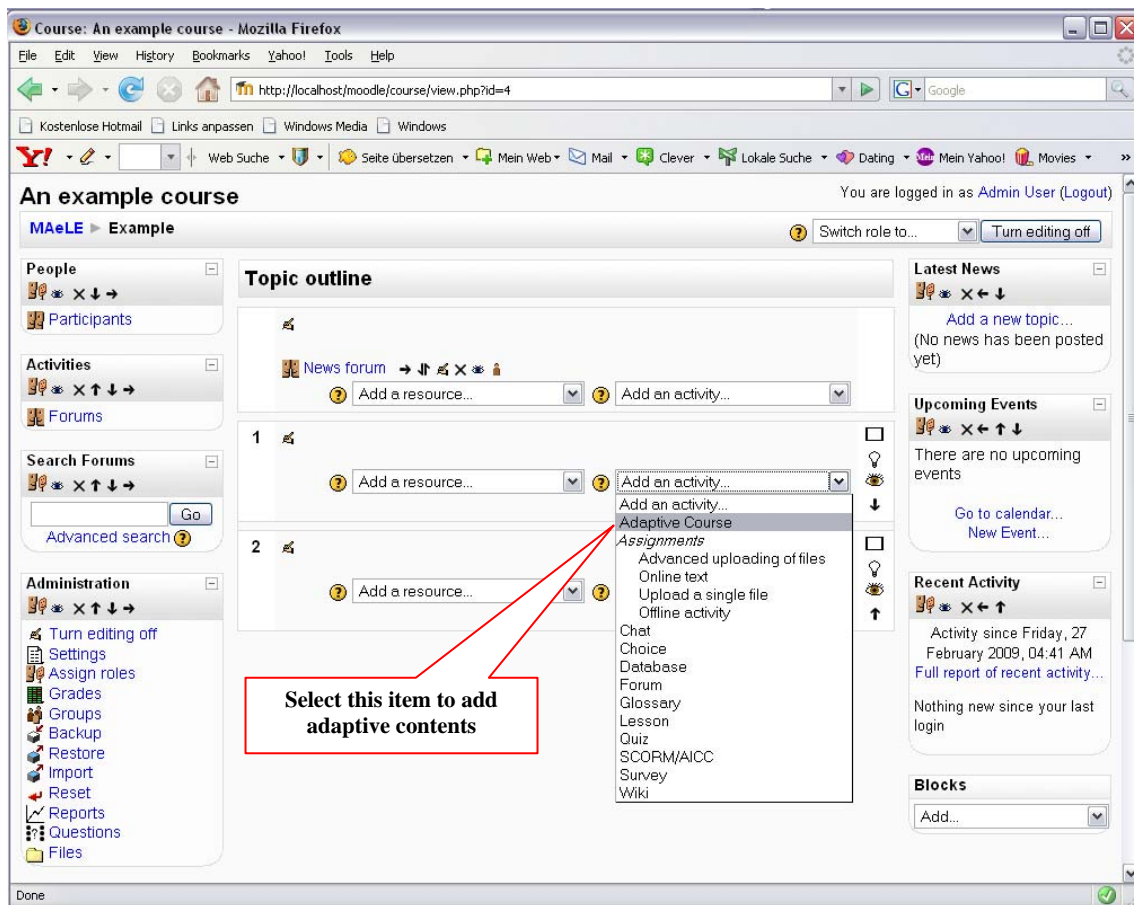 Course: An example course - Mozilla Firefox
File Edit View History Bookmarks Yahoo! Tools Help
http://localhost/moodle/course/view.php?id=4
G Google
Kostenlose Hotmail Links anpassen Windows Media Windows
Y! Web Suche Seite übersetzen Mein Web Mail Clever Lokale Suche Dating Mein Yahoo! Movies »
An example course
You are logged in as Admin User (Logout)
MAeLE ► Example
Switch role to... Turn editing off
People
Participants
Activities
Forums
Search Forums
Go
Advanced search
Administration
Turn editing off
Settings
Assign roles
Grades
Groups
Backup
Restore
Import
Reset
Reports
Questions
Files
Topic outline
News forum
Add a resource... Add an activity...
1
Add a resource... Add an activity...
Add an activity...
Adaptive Course
Assignments
Advanced uploading of files
Online text
Upload a single file
Offline activity
Chat
Choice
Database
Forum
Glossary
Lesson
Quiz
SCORM/AICC
Survey
Wiki
2
Add a resource...
Select this item to add
adaptive contents
Latest News
Add a new topic...
(No news has been posted
yet)
Upcoming Events
There are no upcoming
events
Go to calendar...
New Event...
Recent Activity
Activity since Friday, 27
February 2009, 04:41 AM
Full report of recent activity...
Nothing new since your last
login
Blocks
Add...
Done